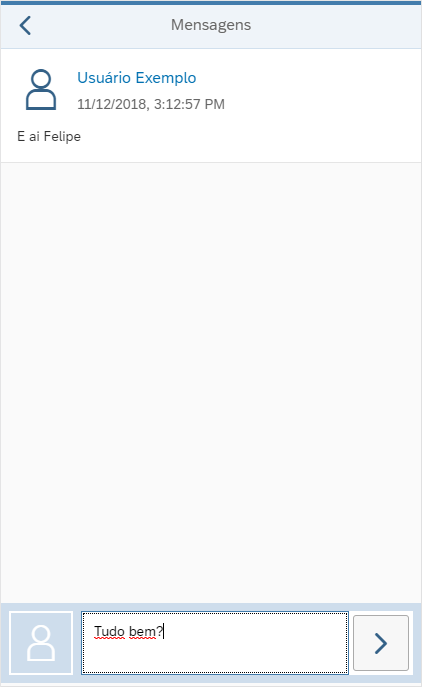 Mensagens
Usuário Exemplo
11/12/2018, 3:12:57 PM
E ai Felipe
Tudo bem?